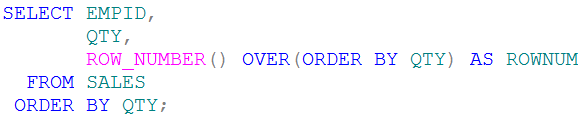 SELECT EMPID,
QTY,
ROW_NUMBER() OVER(ORDER BY QTY) AS ROWNUM
FROM SALES
ORDER BY QTY;